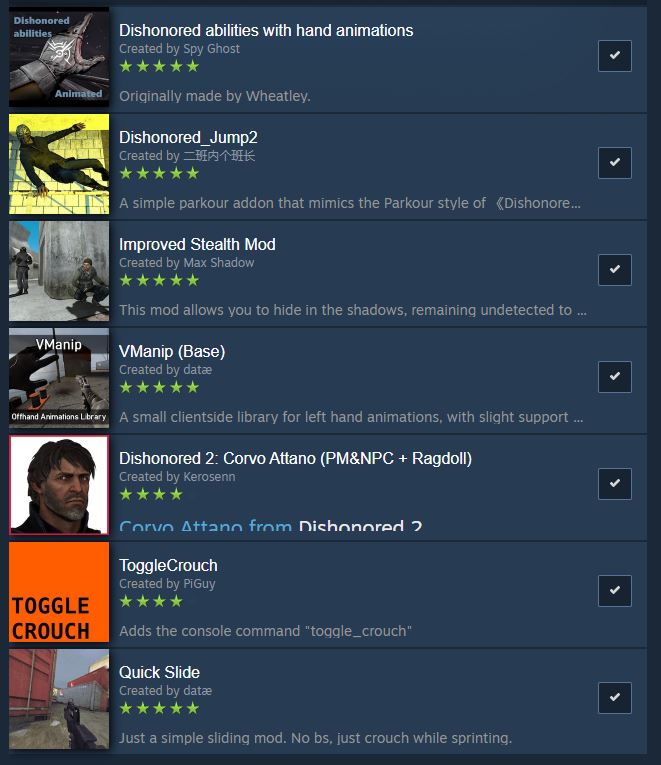 Dishonored
abilities
Animated
Dishonored abilities with hand animations
Created by Spy Ghost
Originally made by Wheatley.
Dishonored_Jump2
Created by 二班内个班长
A simple parkour addon that mimics the Parkour style of 《Dishonore...
Improved Stealth Mod
Created by Max Shadow
This mod allows you to hide in the shadows, remaining undetected to ...
VManip
Offhand Animations Library
VManip (Base)
Created by datæ
A small clientside library for left hand animations, with slight support ...
Dishonored 2: Corvo Attano (PM&NPC + Ragdoll)
Created by Kerosenn
Corvo Attano from Dishonored 2
TOGGLE
CROUCH
ToggleCrouch
Created by PiGuy
Adds the console command "toggle_crouch"
Quick Slide
Created by datæ
Just a simple sliding mod. No bs, just crouch while sprinting.